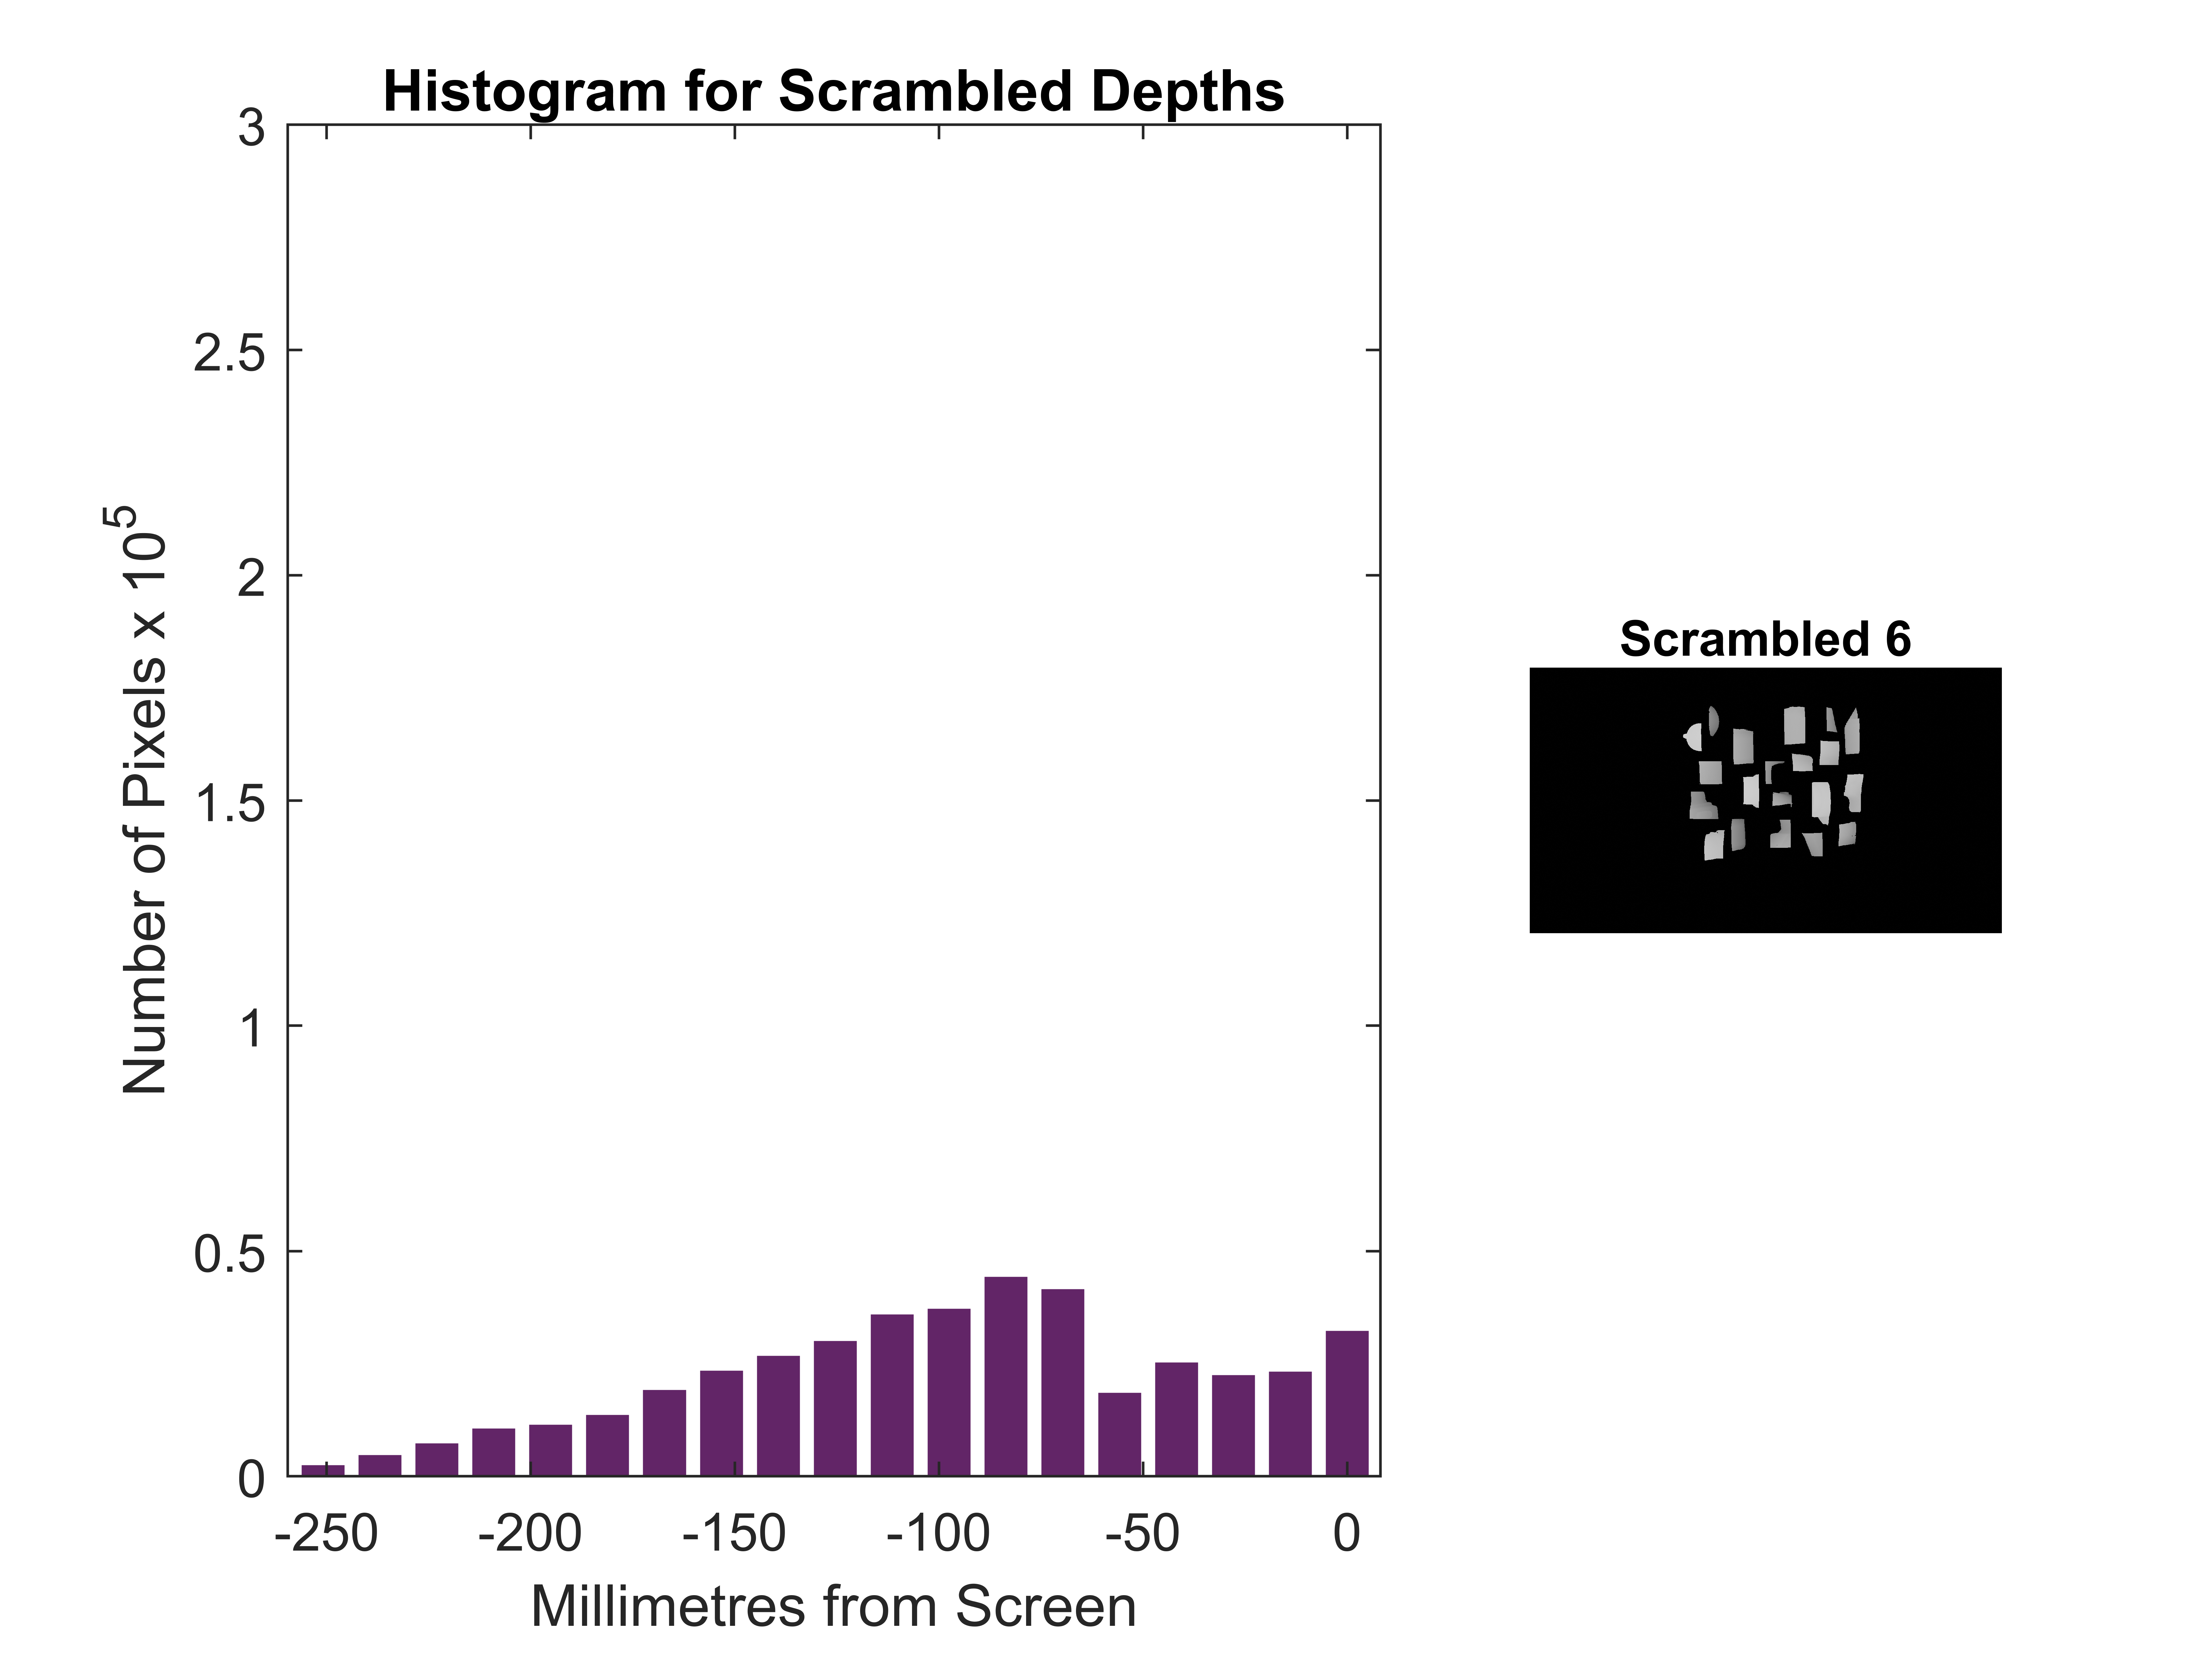 Histogram for Scrambled Depths
3
2.5
2
1.5
1
0.5
0
Number of Pixels x 10^5
-250 -200 -150 -100 -50 0
Millimetres from Screen
Scrambled 6